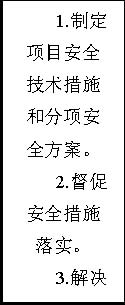 1.制定
项目安全
技术措施
和分项安
全方案。
2.督促
安全措施
落实。
3.解决